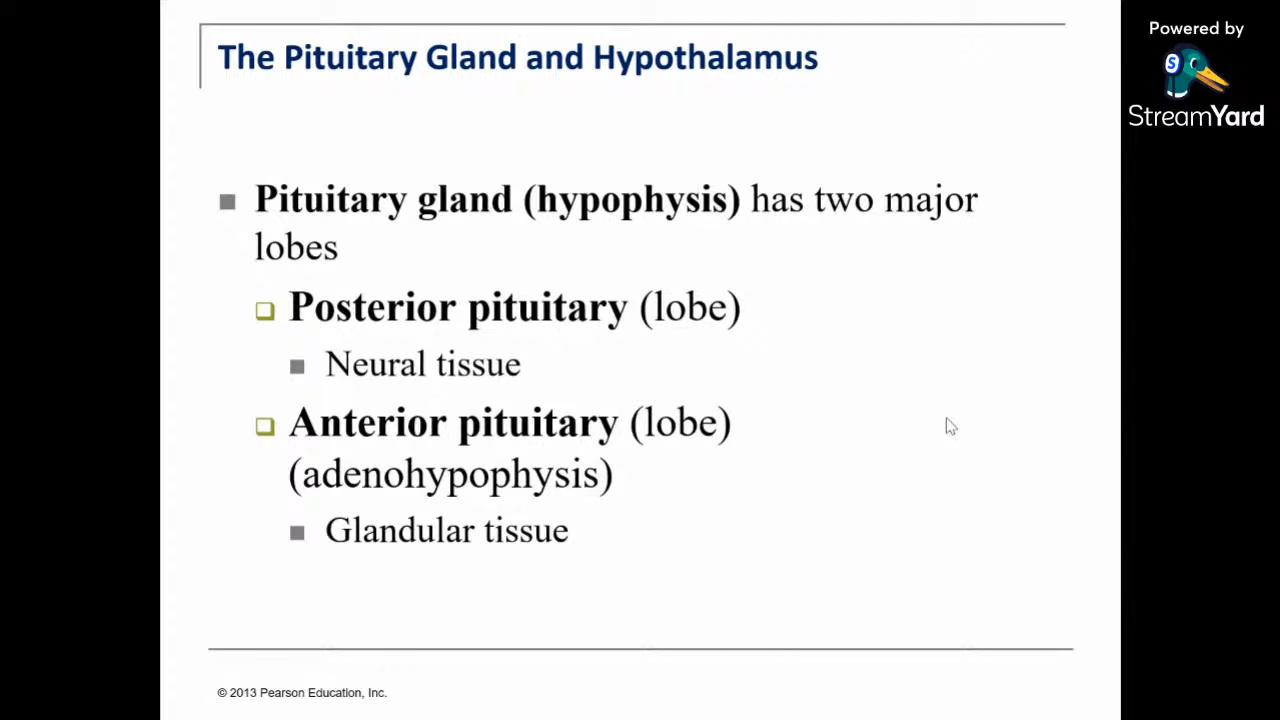 The Pituitary Gland and Hypothalamus
Pituitary gland (hypophysis) has two major
lobes
Posterior pituitary (lobe)
Neural tissue
Anterior pituitary (lobe)
(adenohypophysis)
Glandular tissue
© 2013 Pearson Education, Inc.
Powered by
S
StreamYard